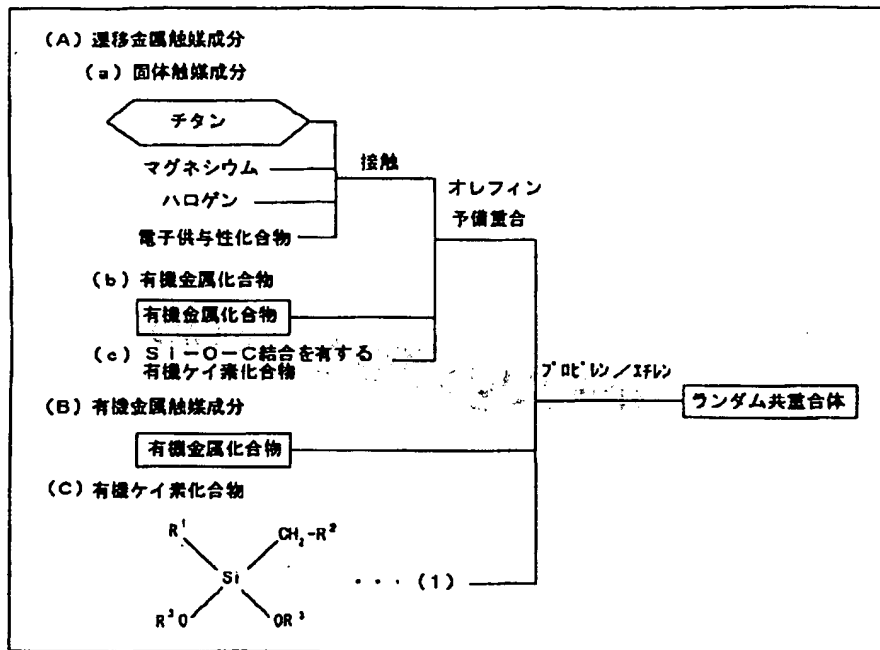 (A) 遷移金属触媒成分
(a) 固体触媒成分
チタン
マグネシウム
ハロゲン
電子供与性化合物
接触
オレフィン
予備重合
(b) 有機金属化合物
有機金属化合物
(c) Si-O-C結合を有する
有機ケイ素化合物
プロピレン/エチレン
ランダム共重合体
(B) 有機金属触媒成分
有機金属化合物
(C) 有機ケイ素化合物
R¹
CH₂-R²
Si
・・・(1)
R³O
OR³